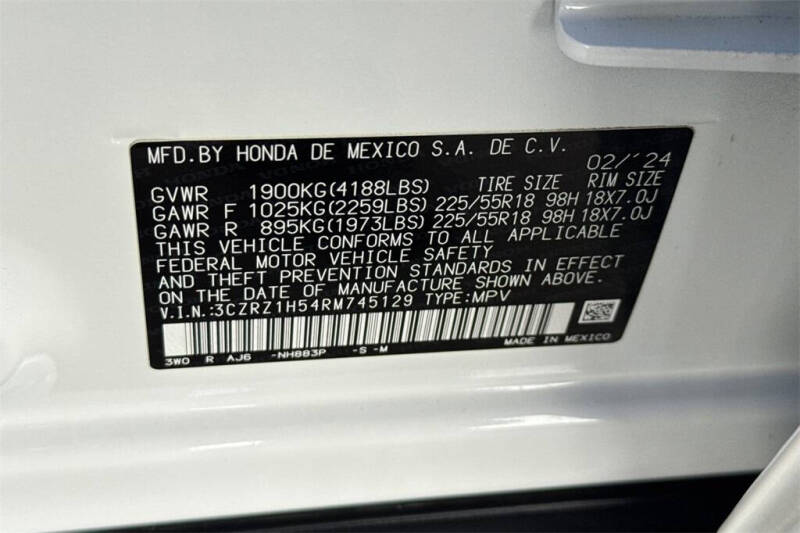 MFD.BY HONDA DE MEXICO S.A. DE C.V. 02/'24
GVWR 1900KG(4188LBS) TIRE SIZE RIM SIZE
GAWR F 1025KG(2259LBS) 225/55R18 98H 18X7.0J
GAWR R 895KG(1973LBS) 225/55R18 98H 18X7.0J
THIS VEHICLE CONFORMS TO ALL APPLICABLE
FEDERAL MOTOR VEHICLE SAFETY
AND THEFT PREVENTION STANDARDS IN EFFECT
ON THE DATE OF MANUFACTURE SHOWN ABOVE.
V.I.N.:3CZRZ1H54RM745129 TYPE:MPV
3W0 R AJ6 -NH883P -S -M MADE IN MEXICO